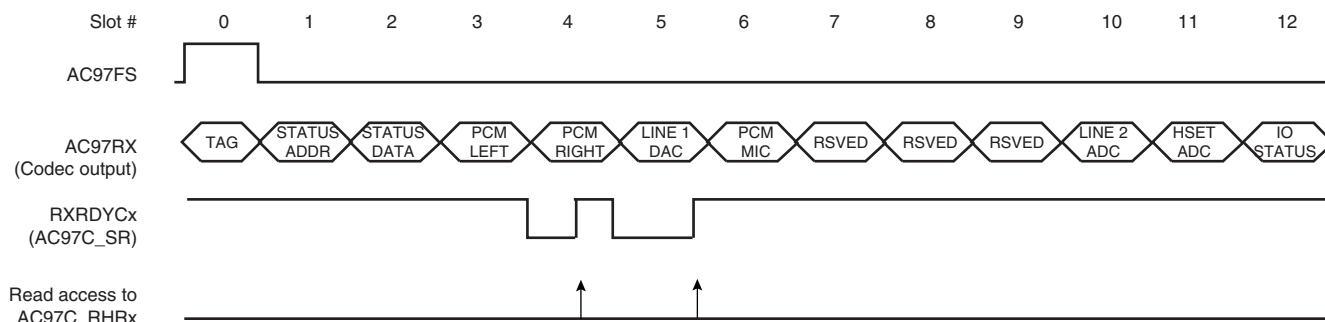 Slot # 0 1 2 3 4 5 6 7 8 9 10 11 12
AC97FS
AC97RX
(Codec output)
TAG
STATUS
ADDR
STATUS
DATA
PCM
LEFT
PCM
RIGHT
LINE 1
DAC
PCM
MIC
RSVED
RSVED
RSVED
LINE 2
ADC
HSET
ADC
IO
STATUS
RXRDYCx
(AC97C_SR)
Read access to
AC97C_RHRx